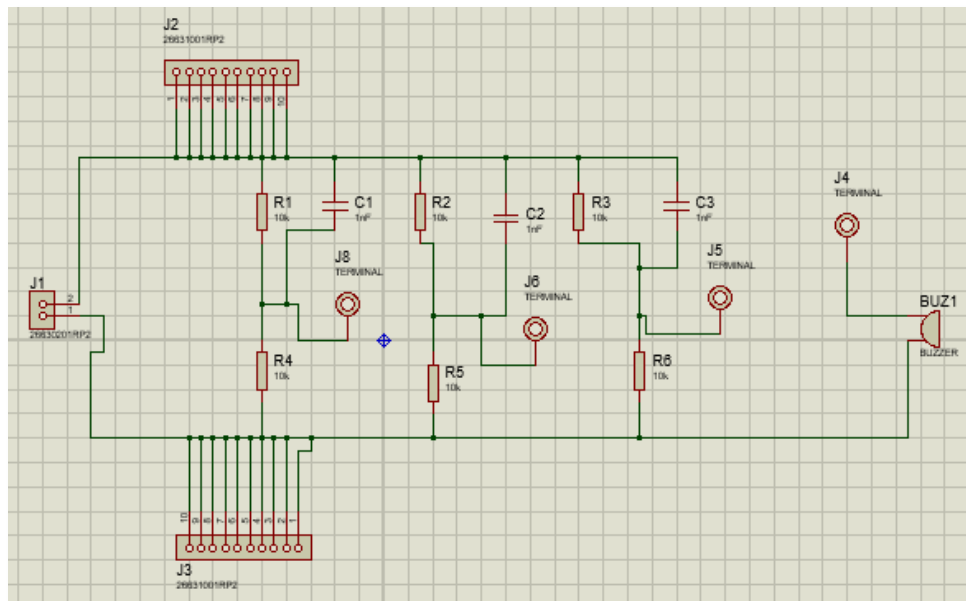 J2
26631001RP2
1 2 3 4 5 6 7 8 9 10
J4
TERMINAL
R1
10k
C1
1nF
R2
10k
C2
1nF
R3
10k
C3
1nF
J8
TERMINAL
J5
TERMINAL
J6
TERMINAL
J1
2
1
26630201RP2
BUZ1
BUZZER
R4
10k
R5
10k
R6
10k
10 9 8 7 6 5 4 3 2 1
J3
26631001RP2